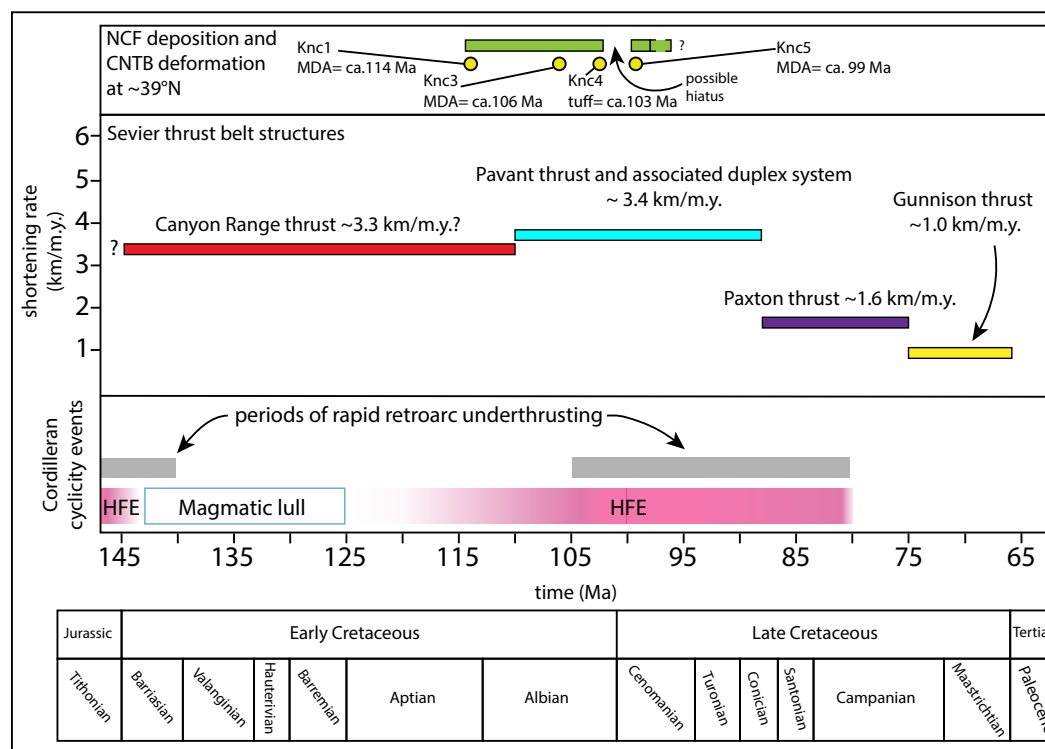 NCF deposition and
CNTB deformation
at ~39°N
Knc1
MDA= ca.114 Ma
Knc3
MDA= ca.106 Ma
Knc4
tuff= ca.103 Ma
?
possible
hiatus
Knc5
MDA= ca. 99 Ma
Sevier thrust belt structures
shortening rate
(km/m.y.)
6
5
4
3
2
1
?
Canyon Range thrust ~3.3 km/m.y.?
Pavant thrust and associated duplex system
~ 3.4 km/m.y.
Gunnison thrust
~1.0 km/m.y.
Paxton thrust ~1.6 km/m.y.
Cordilleran
cyclicity events
periods of rapid retroarc underthrusting
HFE
Magmatic lull
HFE
145 135 125 115 105 95 85 75 65
time (Ma)
Jurassic
Early Cretaceous
Late Cretaceous
Tertia
Tithonian
Barriasian
Valanginian
Hauterivian
Barremian
Aptian
Albian
Cenomanian
Turonian
Conician
Santonian
Campanian
Maastrichtian
Paleocene